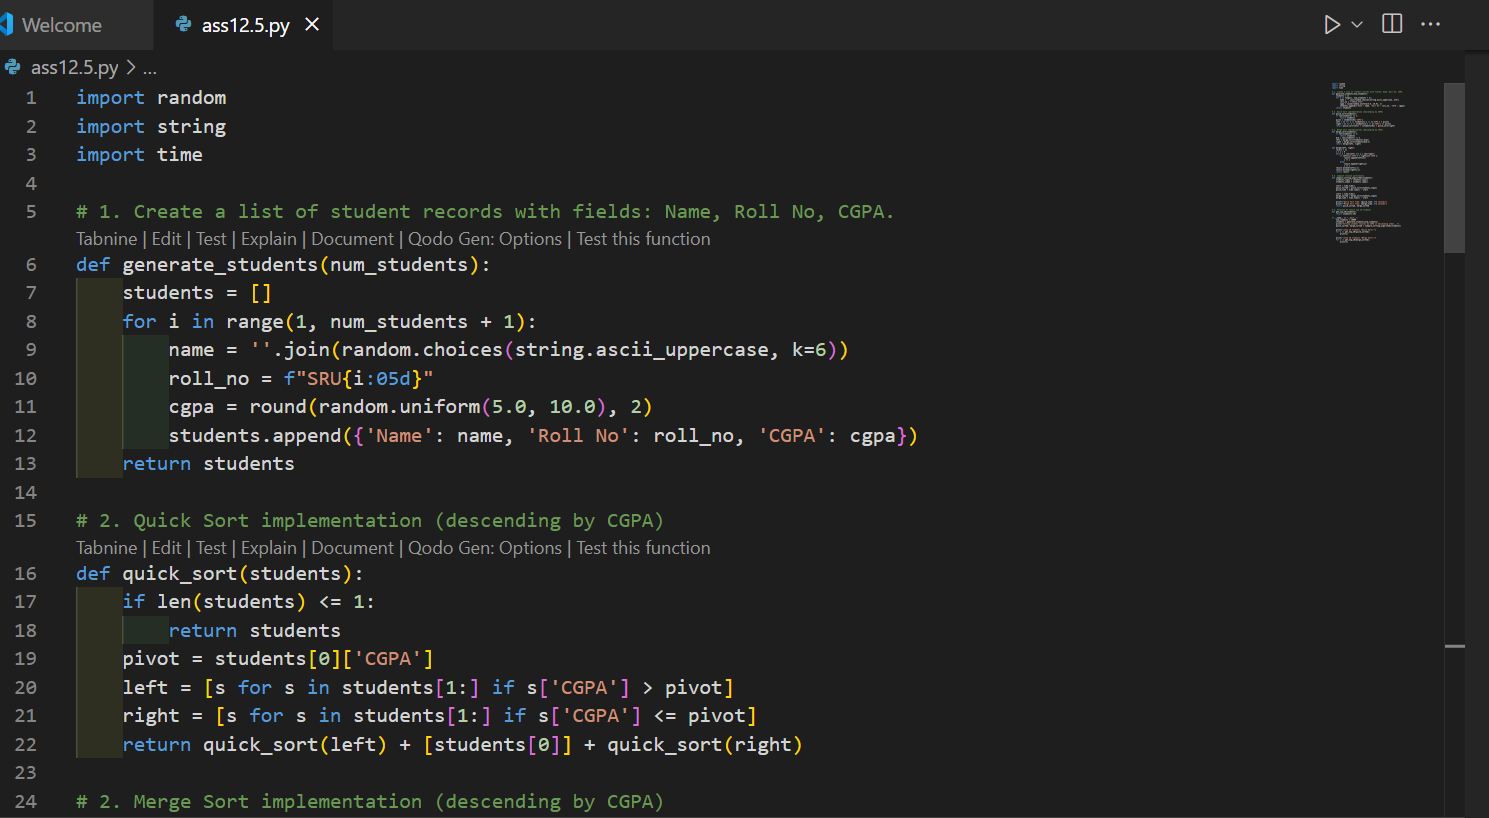 Welcome
ass12.5.py
ass12.5.py > ...
1 import random
2 import string
3 import time
4
5 # 1. Create a list of student records with fields: Name, Roll No, CGPA.
Tabnine | Edit | Test | Explain | Document | Qodo Gen: Options | Test this function
6 def generate_students(num_students):
7     students = []
8     for i in range(1, num_students + 1):
9         name = ''.join(random.choices(string.ascii_uppercase, k=6))
10         roll_no = f"SRU{i:05d}"
11         cgpa = round(random.uniform(5.0, 10.0), 2)
12         students.append({'Name': name, 'Roll No': roll_no, 'CGPA': cgpa})
13     return students
14
15 # 2. Quick Sort implementation (descending by CGPA)
Tabnine | Edit | Test | Explain | Document | Qodo Gen: Options | Test this function
16 def quick_sort(students):
17     if len(students) <= 1:
18         return students
19     pivot = students[0]['CGPA']
20     left = [s for s in students[1:] if s['CGPA'] > pivot]
21     right = [s for s in students[1:] if s['CGPA'] <= pivot]
22     return quick_sort(left) + [students[0]] + quick_sort(right)
23
24 # 2. Merge Sort implementation (descending by CGPA)